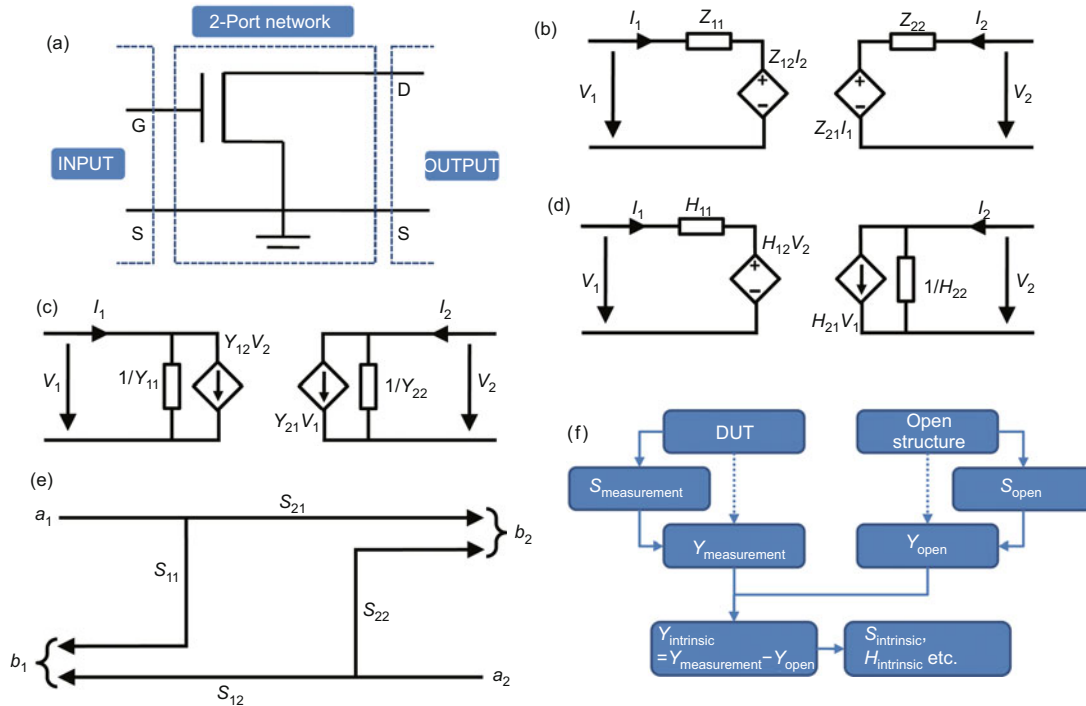 (a)
2-Port network
G
D
INPUT
OUTPUT
S
S
(b)
I₁
Z₁₁
Z₁₂I₂
V₁
Z₂₂
I₂
Z₂₁I₁
V₂
(c)
I₁
Y₁₂V₂
V₁
1/Y₁₁
I₂
1/Y₂₂
Y₂₁V₁
V₂
(d)
I₁
H₁₁
H₁₂V₂
V₁
I₂
1/H₂₂
H₂₁V₁
V₂
(e)
a₁
S₂₁
b₂
S₁₁
S₂₂
b₁
S₁₂
a₂
(f)
DUT
Open
structure
Smeasurement
Sopen
Ymeasurement
Yopen
Yintrinsic
=Ymeasurement−Yopen
Sintrinsic,
Hintrinsic etc.